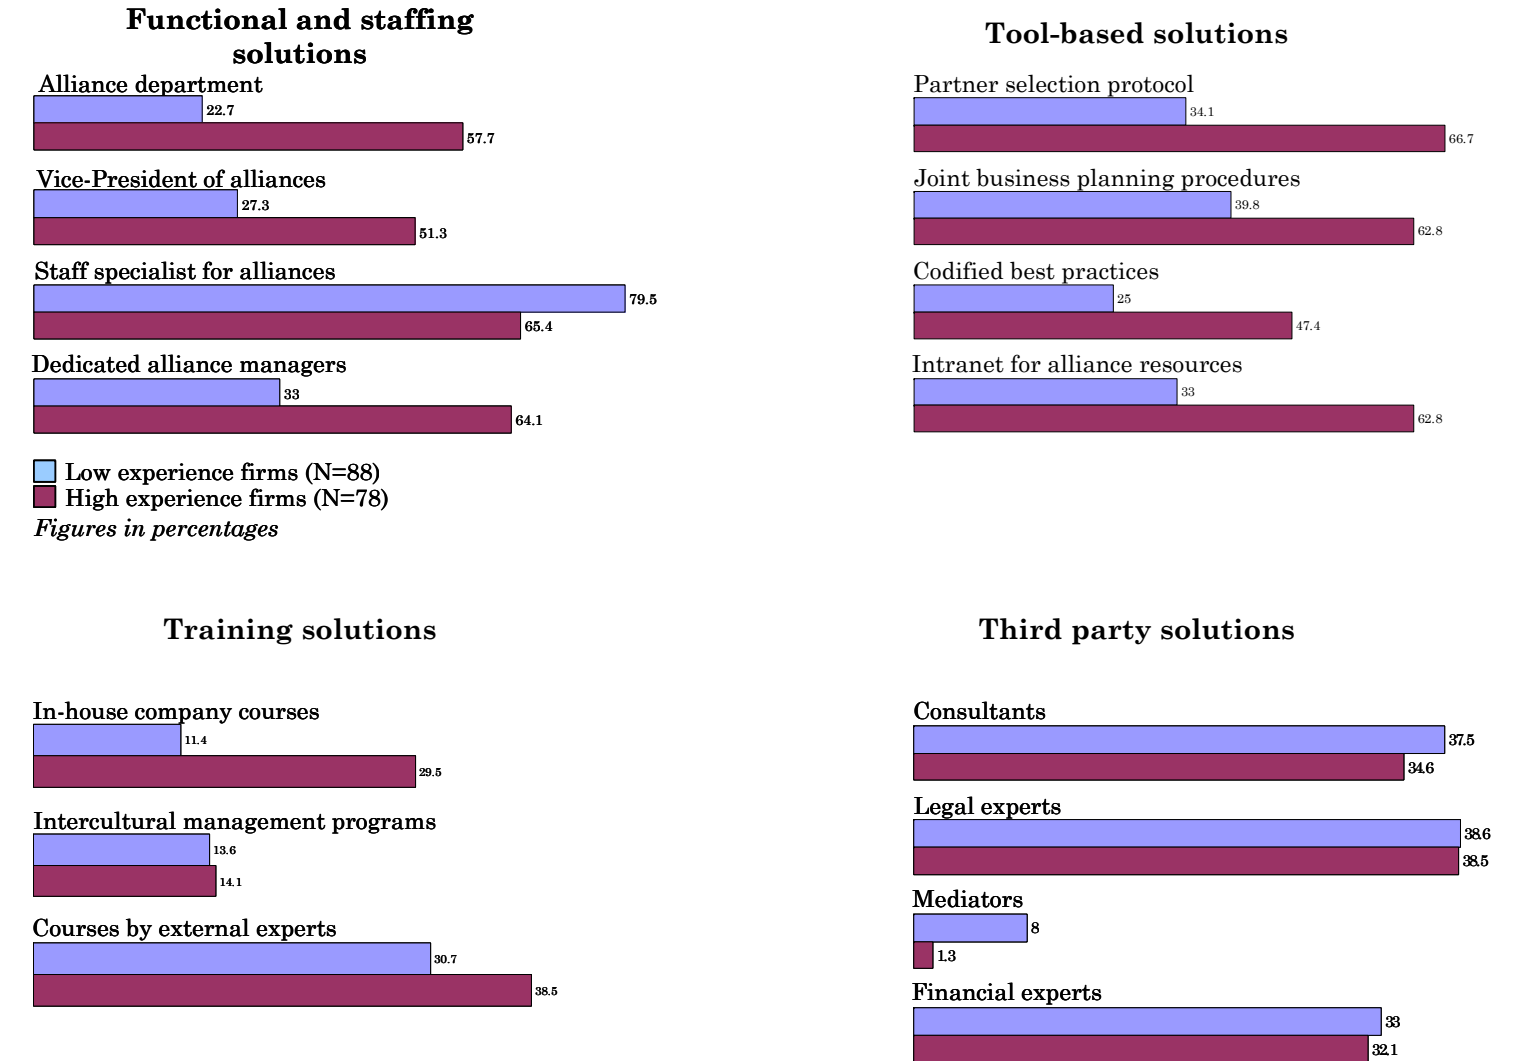 Functional and staffing
solutions
Alliance department
22.7
57.7
Vice-President of alliances
27.3
51.3
Staff specialist for alliances
79.5
65.4
Dedicated alliance managers
33
64.1
Low experience firms (N=88)
High experience firms (N=78)
Figures in percentages
Tool-based solutions
Partner selection protocol
34.1
66.7
Joint business planning procedures
39.8
62.8
Codified best practices
25
47.4
Intranet for alliance resources
33
62.8
Training solutions
In-house company courses
11.4
29.5
Intercultural management programs
13.6
14.1
Courses by external experts
30.7
38.5
Third party solutions
Consultants
37.5
34.6
Legal experts
38.6
38.5
Mediators
8
1.3
Financial experts
33
32.1